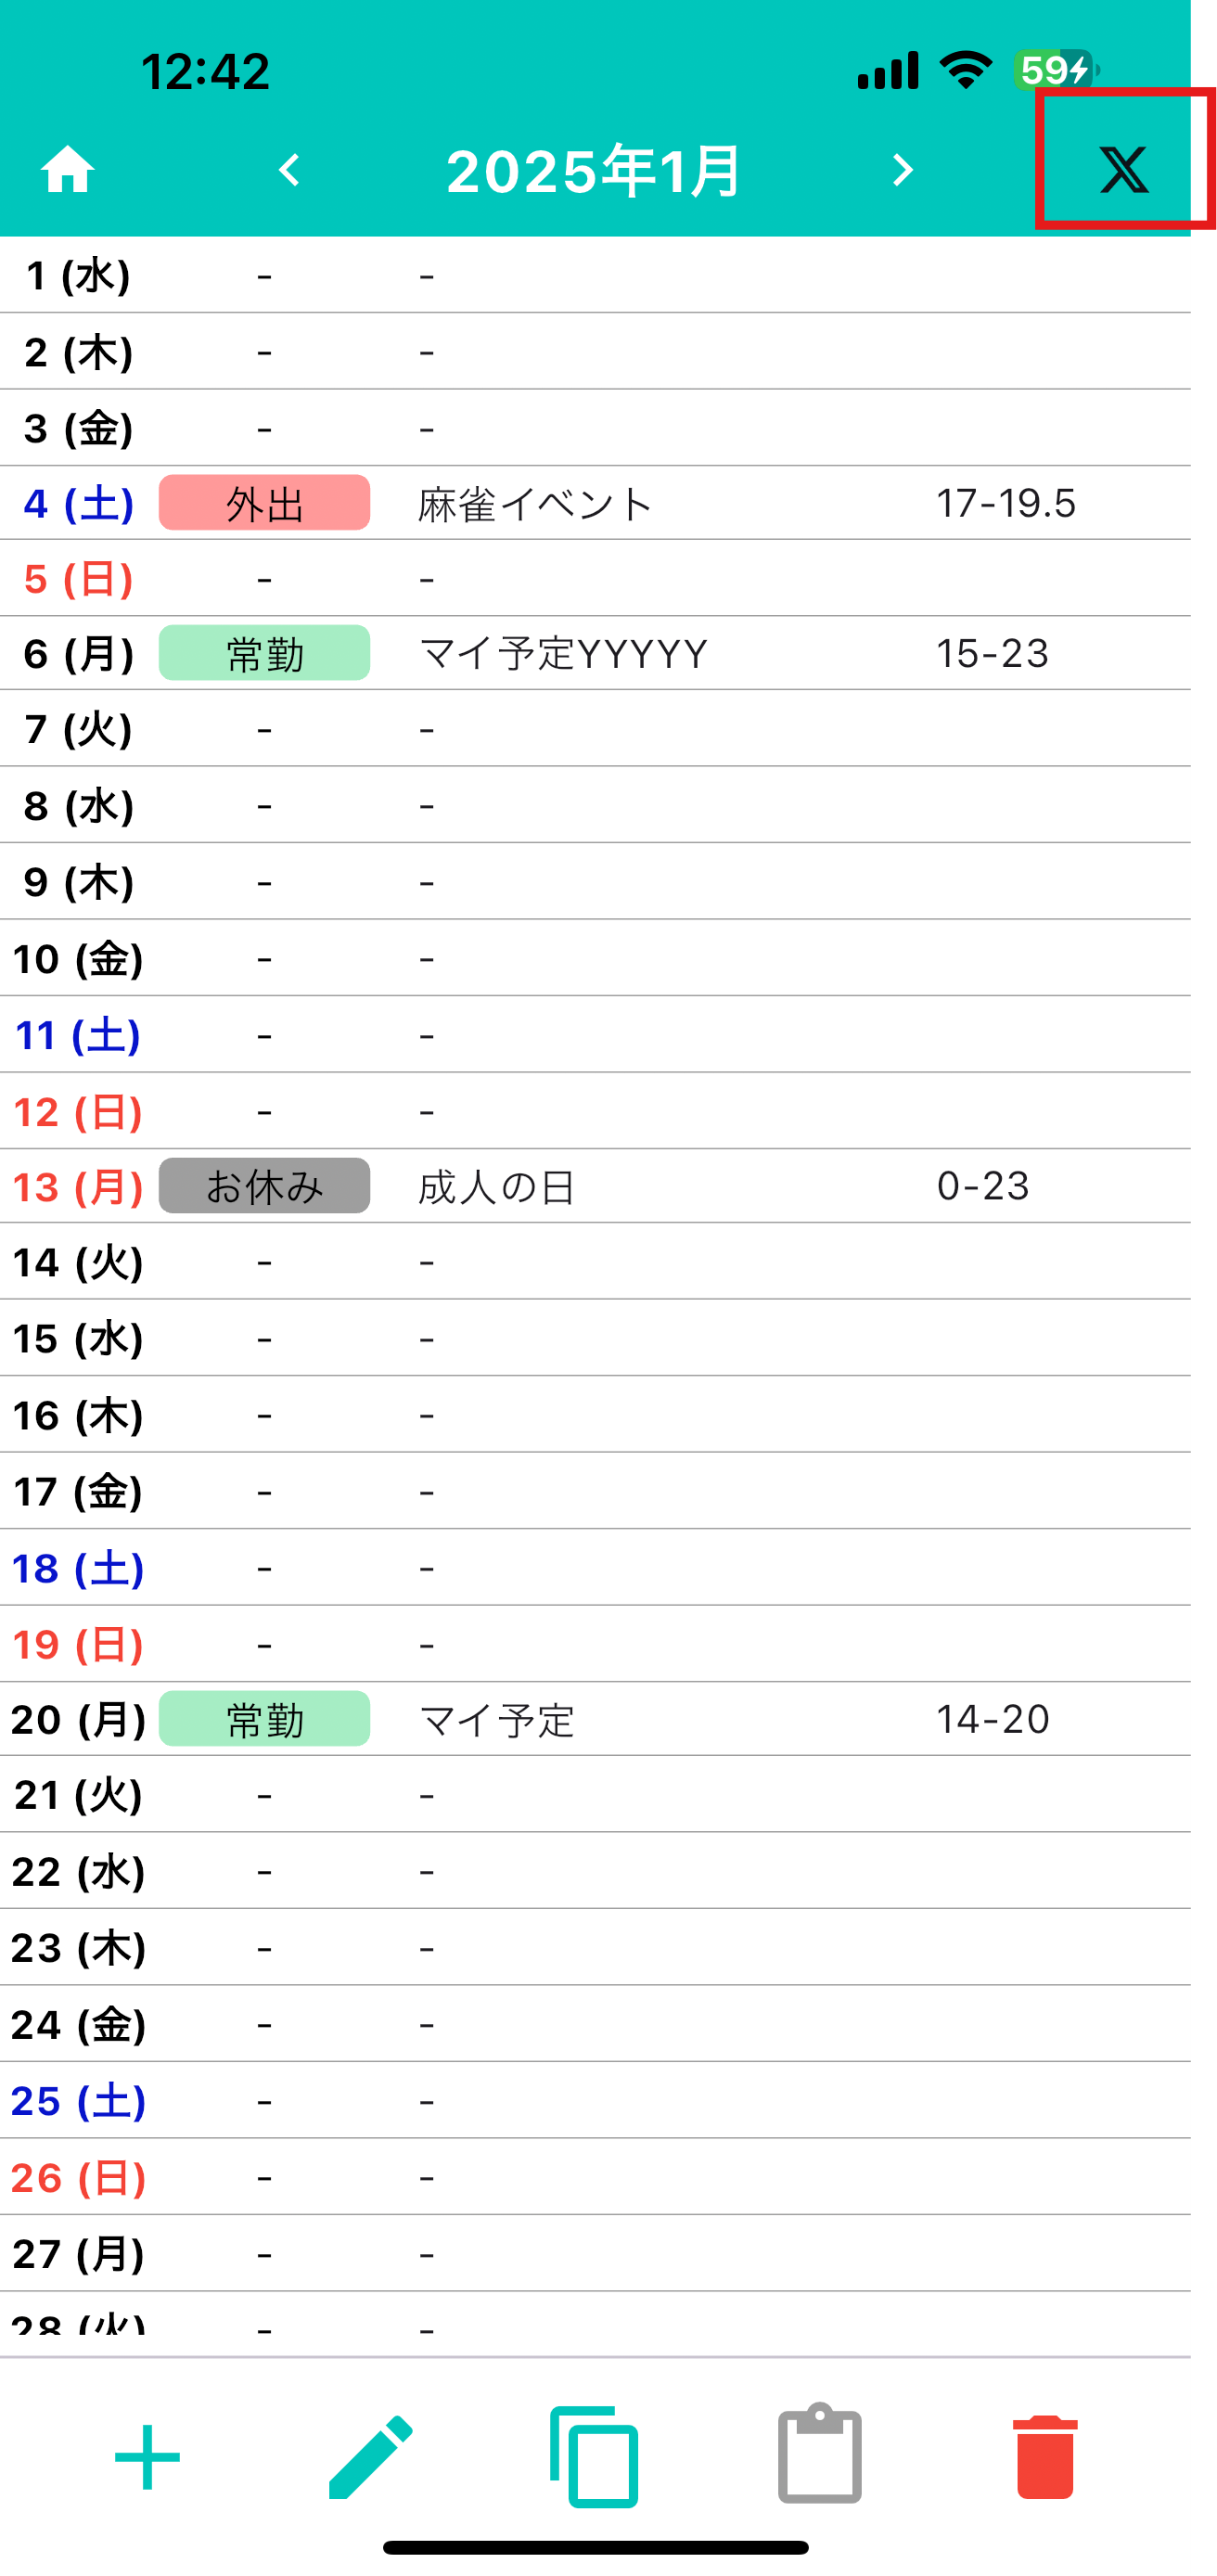 12:42 59
2025年1月 X
1 (水) - -
2 (木) - -
3 (金) - -
4 (土) 外出 麻雀イベント 17-19.5
5 (日) - -
6 (月) 常勤 マイ予定YYYYY 15-23
7 (火) - -
8 (水) - -
9 (木) - -
10 (金) - -
11 (土) - -
12 (日) - -
13 (月) お休み 成人の日 0-23
14 (火) - -
15 (水) - -
16 (木) - -
17 (金) - -
18 (土) - -
19 (日) - -
20 (月) 常勤 マイ予定 14-20
21 (火) - -
22 (水) - -
23 (木) - -
24 (金) - -
25 (土) - -
26 (日) - -
27 (月) - -
28 (火) - -